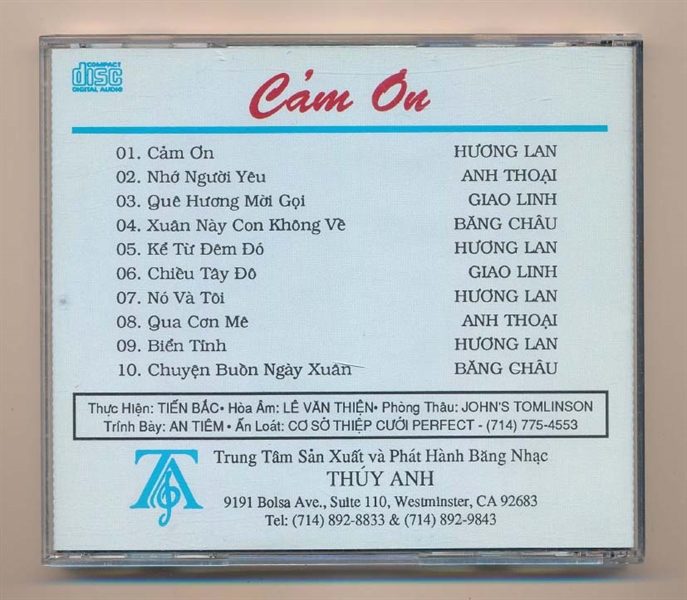 COMPACT
disc
DIGITAL AUDIO
Cảm Ơn
01. Cảm Ơn HƯƠNG LAN
02. Nhớ Người Yêu ANH THOẠI
03. Quê Hương Mời Gọi GIAO LINH
04. Xuân Này Con Không Về BĂNG CHÂU
05. Kể Từ Đêm Đó HƯƠNG LAN
06. Chiều Tây Đô GIAO LINH
07. Nó Và Tôi HƯƠNG LAN
08. Qua Cơn Mê ANH THOẠI
09. Biển Tình HƯƠNG LAN
10. Chuyện Buồn Ngày Xuân BĂNG CHÂU
Thực Hiện: TIẾN BẮC• Hòa Âm: LÊ VĂN THIỆN• Phòng Thâu: JOHN'S TOMLINSON
Trình Bày: AN TIÊM • Ấn Loát: CƠ SỞ THIỆP CƯỚI PERFECT - (714) 775-4553
TA
Trung Tâm Sản Xuất và Phát Hành Băng Nhạc
THÚY ANH
9191 Bolsa Ave., Suite 110, Westminster, CA 92683
Tel: (714) 892-8833 & (714) 892-9843